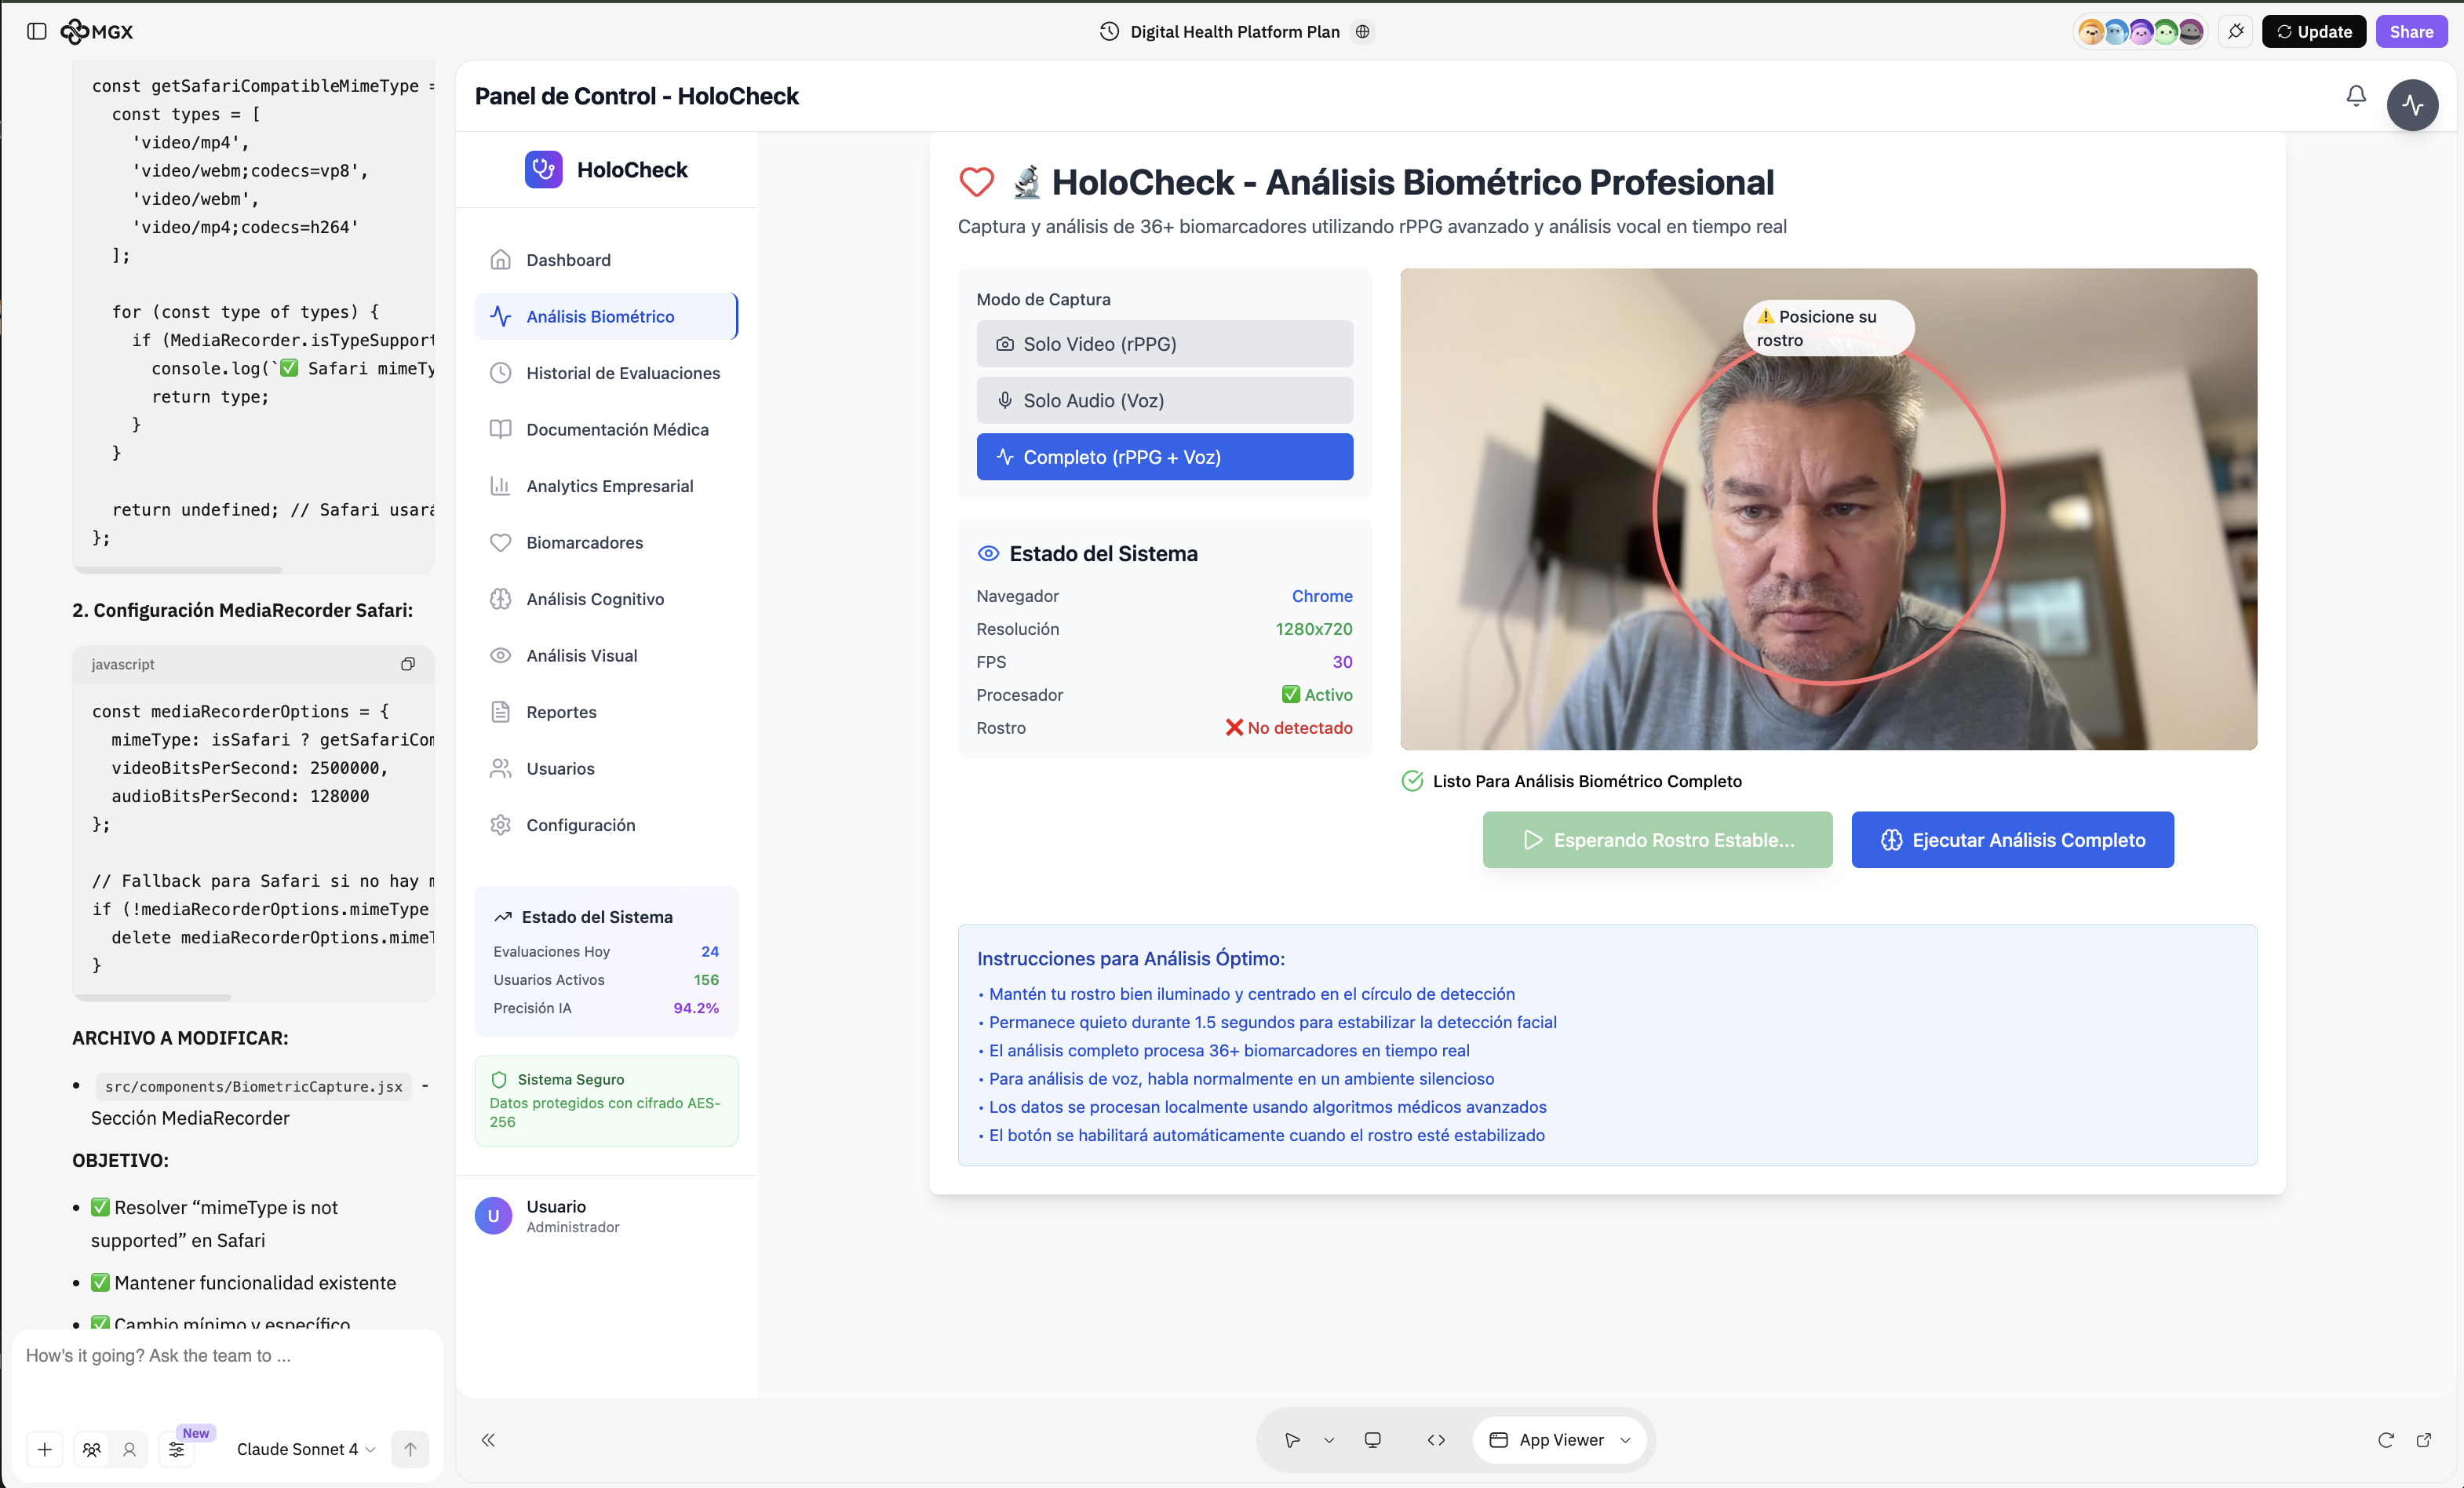 MGX
Digital Health Platform Plan
Update
Share
const getSafariCompatibleMimeType =
const types = [
'video/mp4',
'video/webm;codecs=vp8',
'video/webm',
'video/mp4;codecs=h264'
];
for (const type of types) {
if (MediaRecorder.isTypeSupport
console.log(`✅ Safari mimeTy
return type;
}
}
return undefined; // Safari usará
};
2. Configuración MediaRecorder Safari:
javascript
const mediaRecorderOptions = {
mimeType: isSafari ? getSafariCom
videoBitsPerSecond: 2500000,
audioBitsPerSecond: 128000
};
// Fallback para Safari si no hay m
if (!mediaRecorderOptions.mimeType
delete mediaRecorderOptions.mimeT
}
ARCHIVO A MODIFICAR:
• src/components/BiometricCapture.jsx -
Sección MediaRecorder
OBJETIVO:
• ✅ Resolver “mimeType is not
supported” en Safari
• ✅ Mantener funcionalidad existente
• ✅ Cambio mínimo y específico
How's it going? Ask the team to ...
New
Claude Sonnet 4
Panel de Control - HoloCheck
HoloCheck
Dashboard
Análisis Biométrico
Historial de Evaluaciones
Documentación Médica
Analytics Empresarial
Biomarcadores
Análisis Cognitivo
Análisis Visual
Reportes
Usuarios
Configuración
Estado del Sistema
Evaluaciones Hoy 24
Usuarios Activos 156
Precisión IA 94.2%
Sistema Seguro
Datos protegidos con cifrado AES-
256
U
Usuario
Administrador
🔬 HoloCheck - Análisis Biométrico Profesional
Captura y análisis de 36+ biomarcadores utilizando rPPG avanzado y análisis vocal en tiempo real
Modo de Captura
Solo Video (rPPG)
Solo Audio (Voz)
Completo (rPPG + Voz)
Estado del Sistema
Navegador Chrome
Resolución 1280x720
FPS 30
Procesador ✅ Activo
Rostro ❌ No detectado
⚠️ Posicione su
rostro
Listo Para Análisis Biométrico Completo
Esperando Rostro Estable...
Ejecutar Análisis Completo
Instrucciones para Análisis Óptimo:
• Mantén tu rostro bien iluminado y centrado en el círculo de detección
• Permanece quieto durante 1.5 segundos para estabilizar la detección facial
• El análisis completo procesa 36+ biomarcadores en tiempo real
• Para análisis de voz, habla normalmente en un ambiente silencioso
• Los datos se procesan localmente usando algoritmos médicos avanzados
• El botón se habilitará automáticamente cuando el rostro esté estabilizado
App Viewer